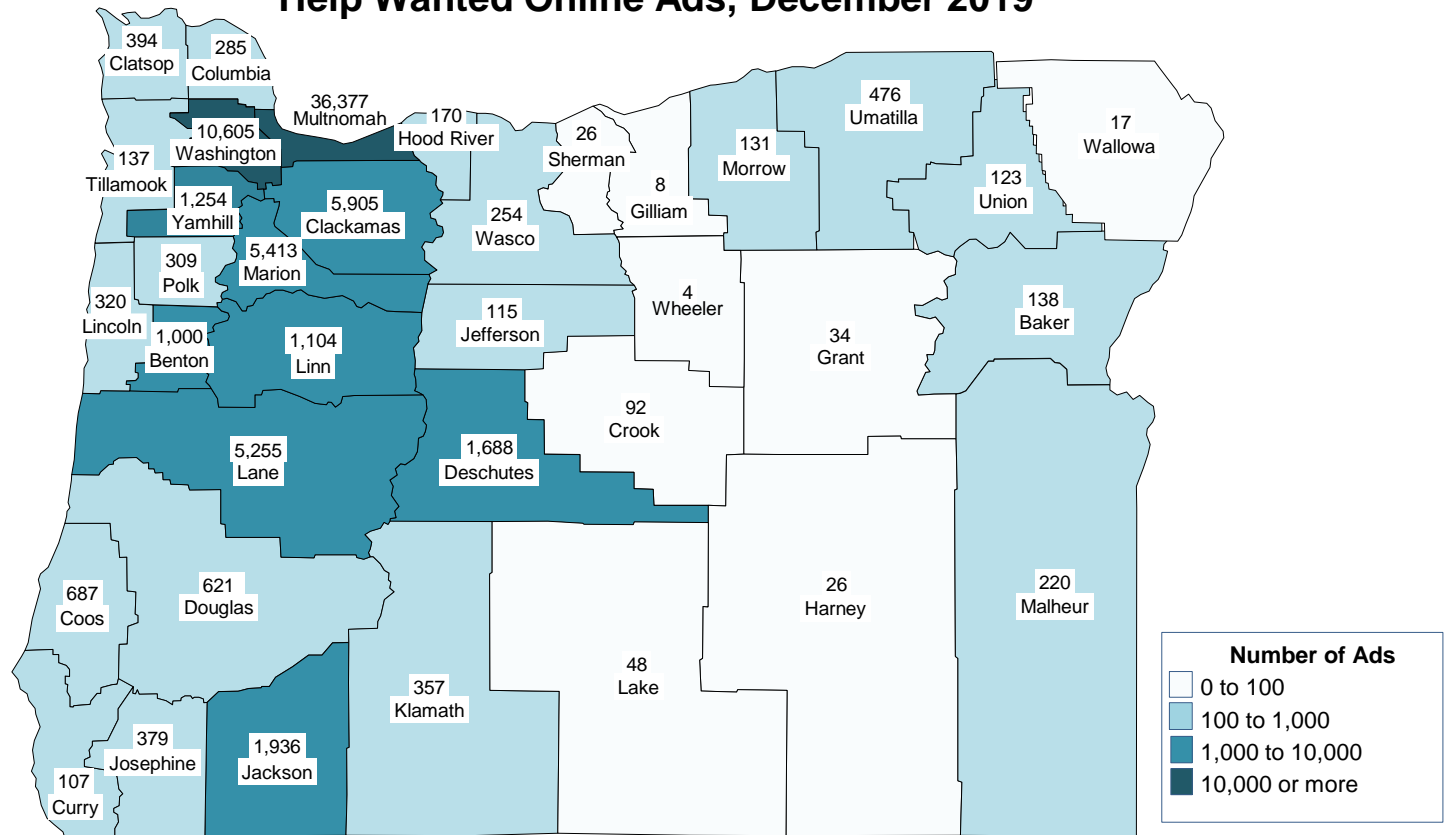 Help Wanted Online Ads, December 2019
394
Clatsop
285
Columbia
36,377
Multnomah
170
Hood River
10,605
Washington
137
Tillamook
1,254
Yamhill
5,905
Clackamas
254
Wasco
26
Sherman
8
Gilliam
131
Morrow
476
Umatilla
123
Union
17
Wallowa
309
Polk
5,413
Marion
320
Lincoln
1,000
Benton
1,104
Linn
115
Jefferson
4
Wheeler
34
Grant
138
Baker
5,255
Lane
1,688
Deschutes
92
Crook
687
Coos
621
Douglas
26
Harney
220
Malheur
357
Klamath
48
Lake
107
Curry
379
Josephine
1,936
Jackson
Number of Ads
0 to 100
100 to 1,000
1,000 to 10,000
10,000 or more